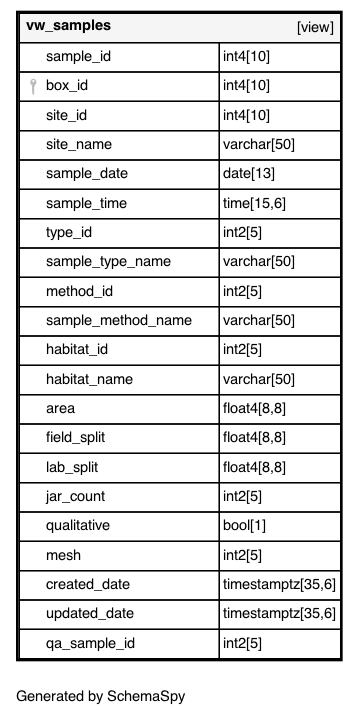 vw_samples [view]
sample_id int4[10]
box_id int4[10]
site_id int4[10]
site_name varchar[50]
sample_date date[13]
sample_time time[15,6]
type_id int2[5]
sample_type_name varchar[50]
method_id int2[5]
sample_method_name varchar[50]
habitat_id int2[5]
habitat_name varchar[50]
area float4[8,8]
field_split float4[8,8]
lab_split float4[8,8]
jar_count int2[5]
qualitative bool[1]
mesh int2[5]
created_date timestamptz[35,6]
updated_date timestamptz[35,6]
qa_sample_id int2[5]
Generated by SchemaSpy